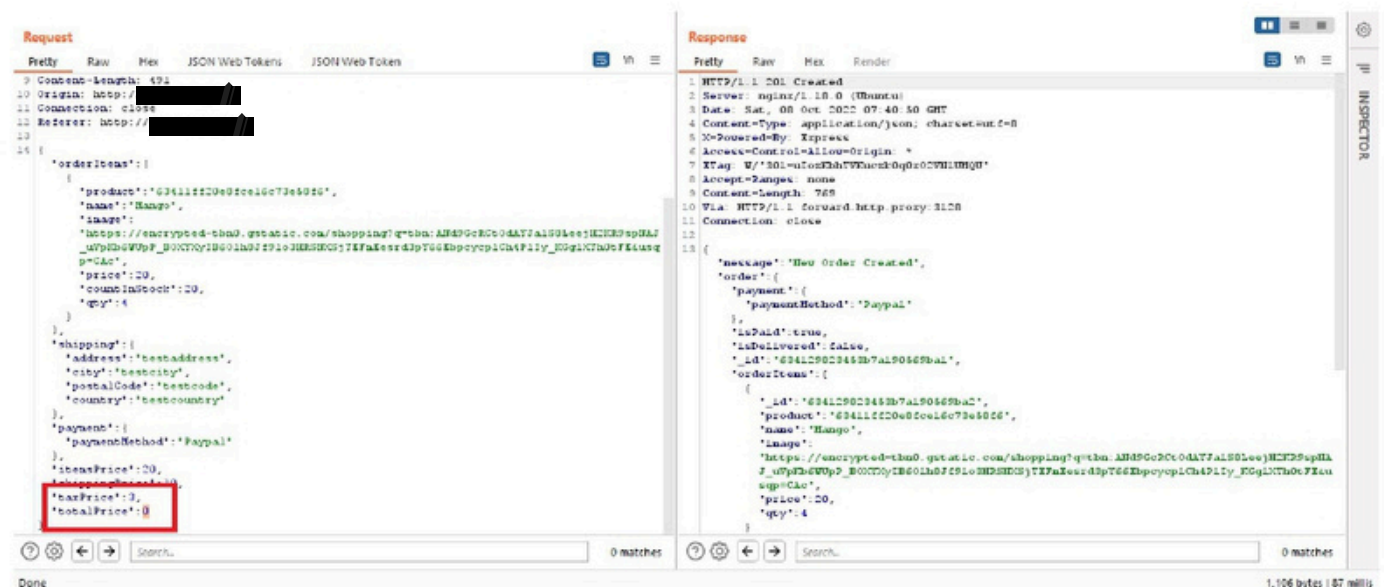 Request
Pretty Raw Hex JSON Web Tokens JSON Web Token
9 Content-Length: 491
10 Origin: http:/
11 Connection: close
12 Referer: http://
13
14 {
"orderItems":[
{
"name":"Mango",
"image":
"price":20,
"countInStock":20,
"qty":4
}
],
"shipping":{
"address":"testaddress",
"city":"testcity",
"postalCode":"testcode",
"country":"testcountry"
},
"payment":{
"paymentMethod":"Paypal"
},
"itemsPrice":20,
"taxPrice":3,
"totalPrice":0
Search...
0 matches
Done
Response
Pretty Raw Hex Render
1 HTTP/1.1 201 Created
2 Server: nginx/1.18.0 (Ubuntu)
3 Date: Sat, 08 Oct 2022 07:40:50 GMT
4 Content-Type: application/json; charset=utf-8
5 X-Powered-By: Express
6 Access-Control-Allow-Origin: *
8 Accept-Ranges: none
9 Content-Length: 769
10 Via: HTTP/1.1 forward.http.proxy:3128
11 Connection: close
12
13 {
"message":"New Order Created",
"order":{
"payment":{
"paymentMethod":"Paypal"
},
"isPaid":true,
"isDelivered":false,
"orderItems":[
{
"name":"Mango",
"image":
"price":20,
"qty":4
}
Search...
0 matches
1,106 bytes | 87 millis
INSPECTOR